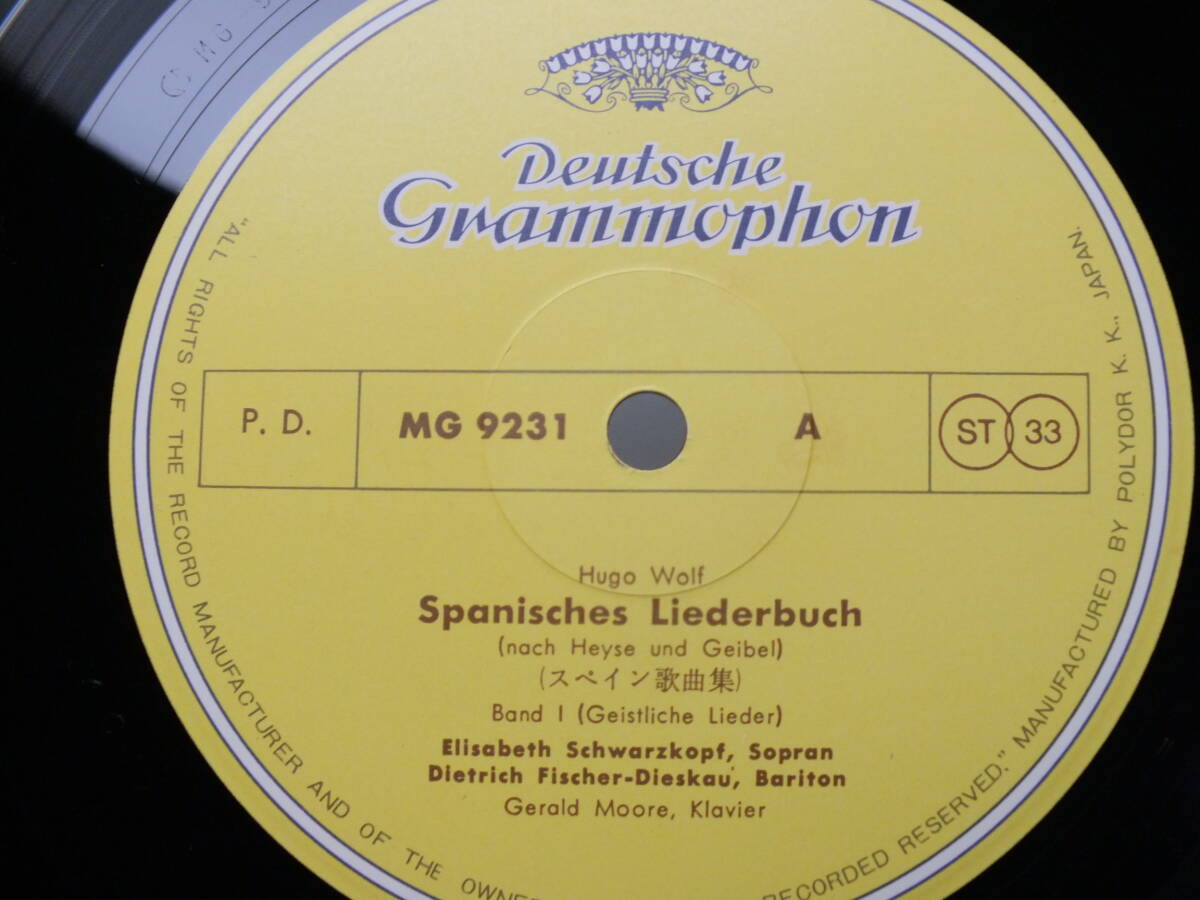 Deutsche
Grammophon
P. D.
MG 9231
A
ST 33
Hugo Wolf
Spanisches Liederbuch
(nach Heyse und Geibel)
(スペイン歌曲集)
Band I (Geistliche Lieder)
Elisabeth Schwarzkopf, Sopran
Dietrich Fischer-Dieskau, Bariton
Gerald Moore, Klavier
"ALL RIGHTS OF THE RECORD MANUFACTURER AND OF THE
RECORDED RESERVED." MANUFACTURED BY POLYDOR K. K., JAPAN.